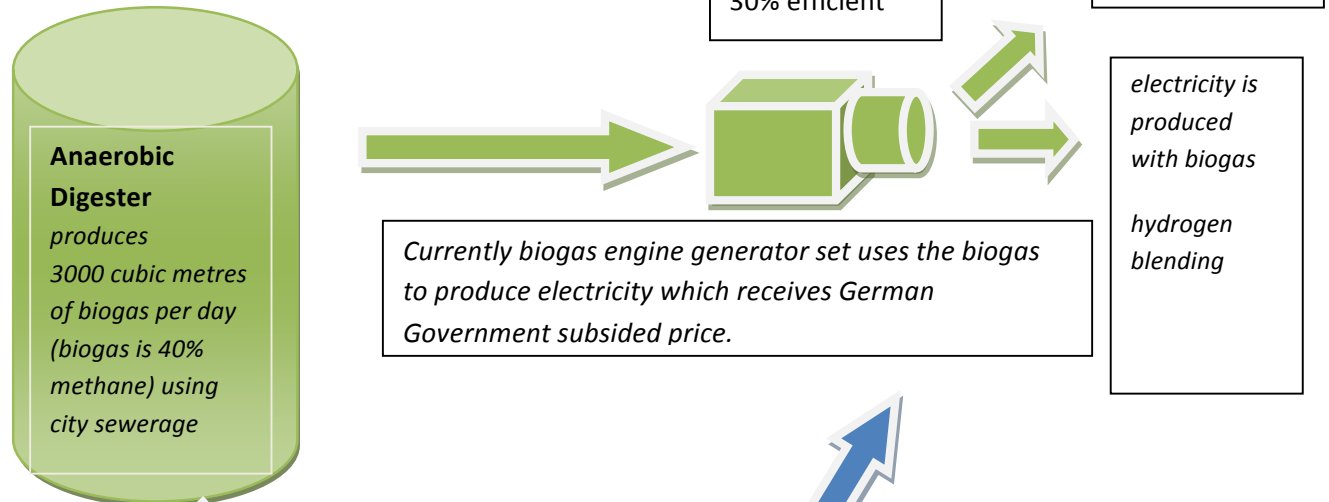 30% efficient
Anaerobic
Digester
produces
3000 cubic metres
of biogas per day
(biogas is 40%
methane) using
city sewerage
Currently biogas engine generator set uses the biogas
to produce electricity which receives German
Government subsided price.
electricity is
produced
with biogas
hydrogen
blending